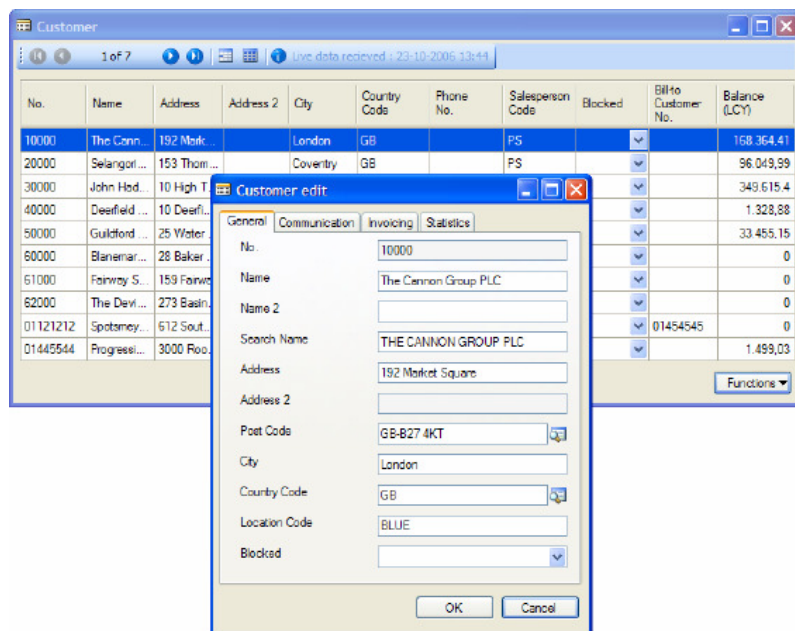 Customer
1 of 7
Live data recieved : 23-10-2006 13:44
No. Name Address Address 2 City Country Code Phone No. Salesperson Code Blocked Bill-to Customer No. Balance (LCY)
10000 The Cann... 192 Mark... London GB PS 168.364,41
20000 Selangori... 153 Thom... Coventry GB PS 96.049,99
30000 John Had... 10 High T... 349.615,4
40000 Deerfield ... 10 Deerfi... 1.328,88
50000 Guildford ... 25 Water 33.455,15
60000 Blanemar... 28 Baker 0
61000 Fairway S... 159 Fairwa 0
62000 The Devi... 273 Basin... 0
01121212 Spotsmey... 612 Sout... 01454545 0
01445544 Progressi... 3000 Roo... 1.499,03
Functions
Customer edit
General Communication Invoicing Statistics
No. 10000
Name The Cannon Group PLC
Name 2
Search Name THE CANNON GROUP PLC
Address 192 Market Square
Address 2
Post Code GB-B27 4KT
City London
Country Code GB
Location Code BLUE
Blocked
OK Cancel